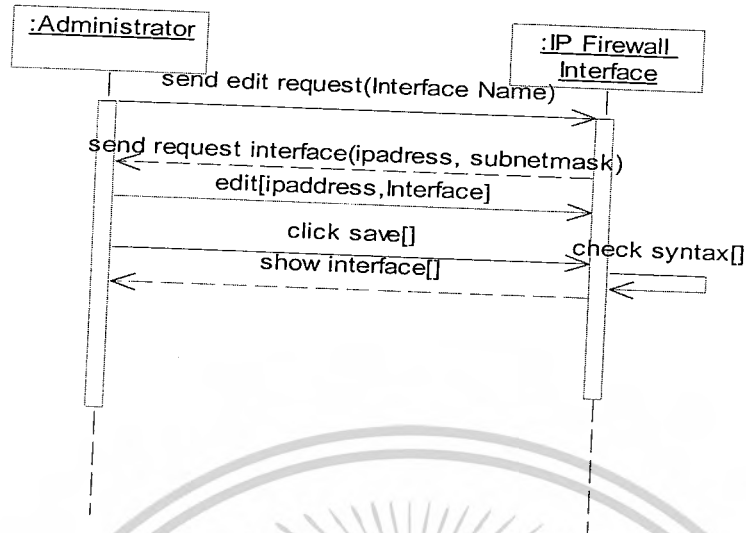 :Administrator
:IP Firewall
Interface
send edit request(Interface Name)
send request interface(ipadress, subnetmask)
edit[ipaddress,Interface]
click save[]
check syntax[]
show interface[]